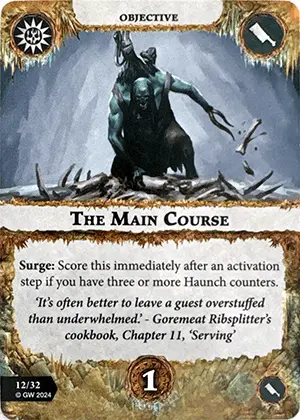 OBJECTIVE
THE MAIN COURSE
Surge: Score this immediately after an activation
step if you have three or more Haunch counters.
‘It's often better to leave a guest overstuffed
than underwhelmed.’ - Goremeat Ribsplitter's
cookbook, Chapter 11, ‘Serving’
12/32
© GW 2024
1